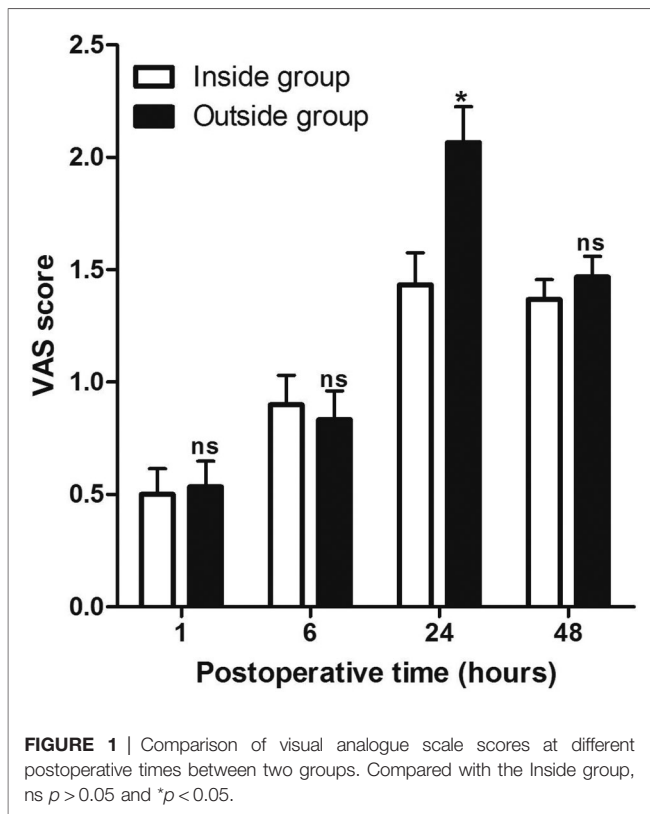 2.5
Inside group
Outside group
*
2.0
ns
1.5
VAS score
ns
1.0
ns
0.5
0.0
1 6 24 48
Postoperative time (hours)
FIGURE 1 | Comparison of visual analogue scale scores at different
postoperative times between two groups. Compared with the Inside group,
ns p > 0.05 and *p < 0.05.